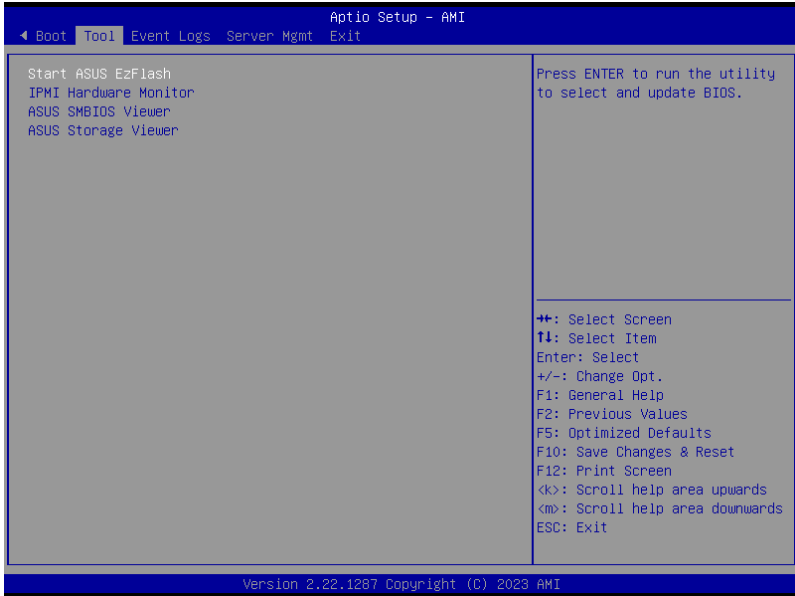 Aptio Setup - AMI
◄ Boot Tool Event Logs Server Mgmt Exit
Start ASUS EzFlash
IPMI Hardware Monitor
ASUS SMBIOS Viewer
ASUS Storage Viewer
Press ENTER to run the utility
to select and update BIOS.
→←: Select Screen
↑↓: Select Item
Enter: Select
+/-: Change Opt.
F1: General Help
F2: Previous Values
F5: Optimized Defaults
F10: Save Changes & Reset
F12: Print Screen
<k>: Scroll help area upwards
<m>: Scroll help area downwards
ESC: Exit
Version 2.22.1287 Copyright (C) 2023 AMI